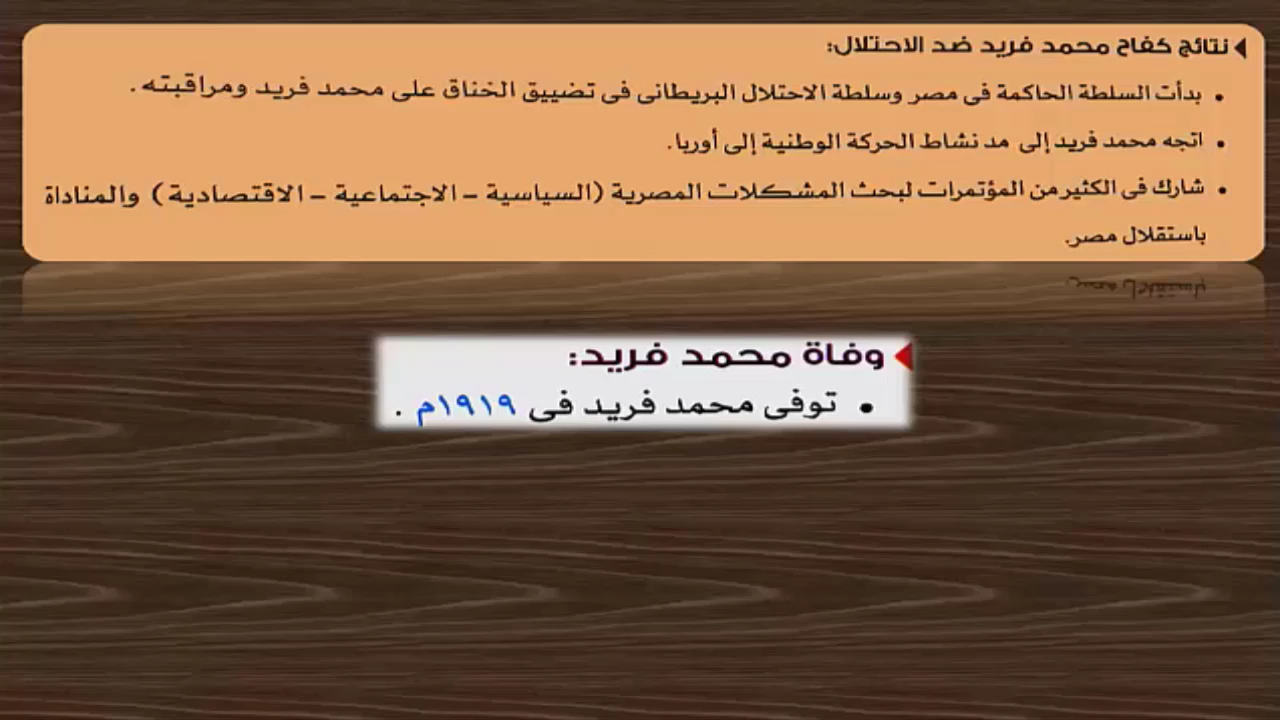 نتائج كفاح محمد فريد ضد الاحتلال:
• بدأت السلطة الحاكمة فى مصر وسلطة الاحتلال البريطانى فى تضييق الخناق على محمد فريد ومراقبته .
• اتجه محمد فريد إلى مد نشاط الحركة الوطنية إلى أوربا.
• شارك فى الكثير من المؤتمرات لبحث المشكلات المصرية (السياسية – الاجتماعية – الاقتصادية ) والمناداة
باستقلال مصر.
وفاة محمد فريد:
• توفى محمد فريد فى ١٩١٩م .